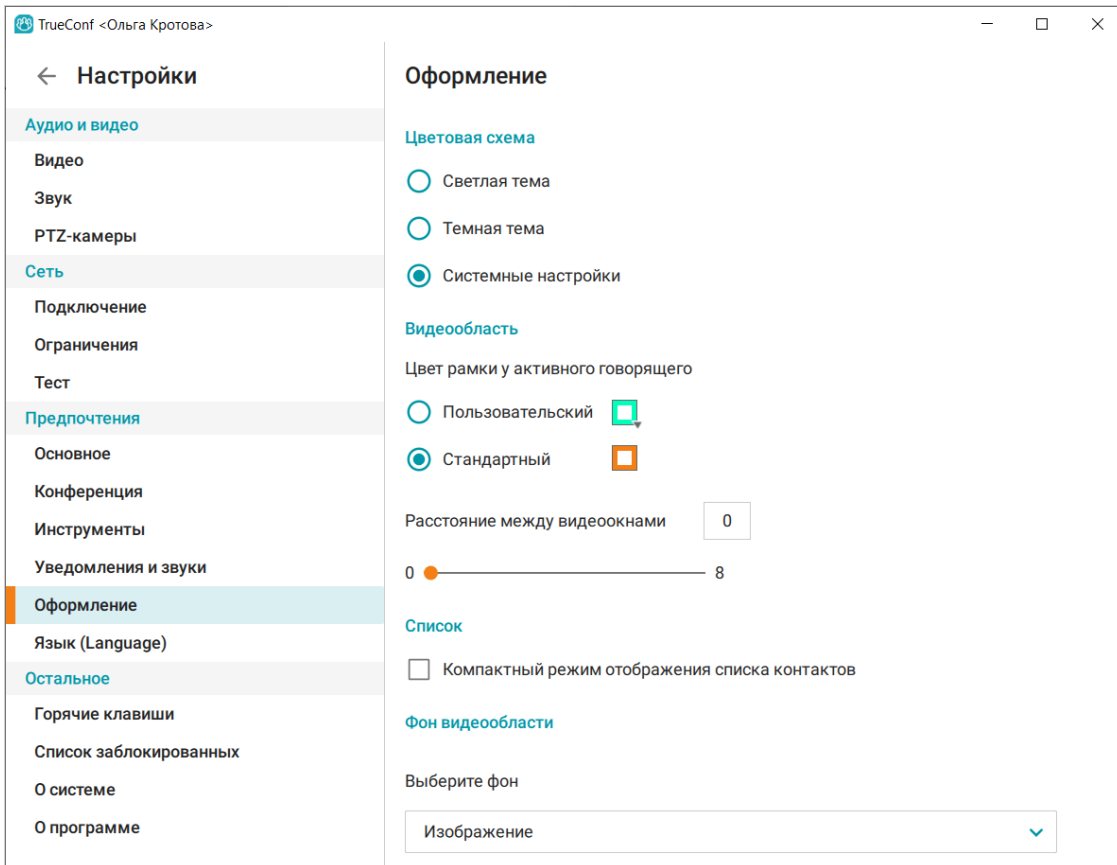 TrueConf <Ольга Кротова>
Настройки
Аудио и видео
Видео
Звук
PTZ-камеры
Сеть
Подключение
Ограничения
Тест
Предпочтения
Основное
Конференция
Инструменты
Уведомления и звуки
Оформление
Язык (Language)
Остальное
Горячие клавиши
Список заблокированных
О системе
О программе
Оформление
Цветовая схема
Светлая тема
Темная тема
Системные настройки
Видеообласть
Цвет рамки у активного говорящего
Пользовательский
Стандартный
Расстояние между видеоокнами 0
0 8
Список
Компактный режим отображения списка контактов
Фон видеообласти
Выберите фон
Изображение